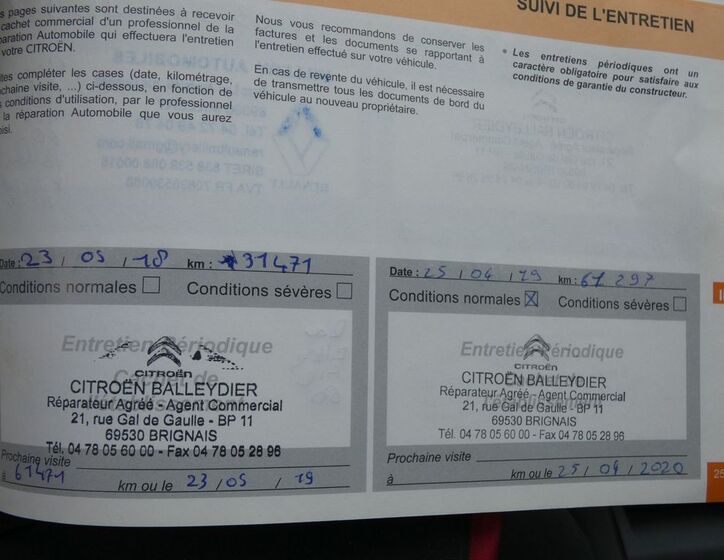 SUIVI DE L'ENTRETIEN
pages suivantes sont destinées à recevoir
cachet commercial d'un professionnel de la
paration Automobile qui effectuera l'entretien
votre CITROËN.
tes compléter les cases (date, kilométrage,
chaine visite, ...) ci-dessous, en fonction de
conditions d'utilisation, par le professionnel
la réparation Automobile que vous aurez
isi.
Nous vous recommandons de conserver les
factures et les documents se rapportant à
l'entretien effectué sur votre véhicule.
En cas de revente du véhicule, il est nécessaire
de transmettre tous les documents de bord du
véhicule au nouveau propriétaire.
• Les entretiens périodiques ont un
caractère obligatoire pour satisfaire aux
conditions de garantie du constructeur.
Date : 23 / 05 / 18 km : 31471
Conditions normales Conditions sévères
Entretien Périodique
CITROËN
CITROËN BALLEYDIER
Réparateur Agréé - Agent Commercial
21, rue Gal de Gaulle - BP 11
69530 BRIGNAIS
Tél. 04 78 05 60 00 - Fax 04 78 05 28 96
Prochaine visite
à 61471 km ou le 23 / 05 / 19
Date : 25 / 04 / 19 km : 61 297
Conditions normales X Conditions sévères
Entretien Périodique
CITROËN
CITROËN BALLEYDIER
Réparateur Agréé - Agent Commercial
21, rue Gal de Gaulle - BP 11
69530 BRIGNAIS
Tél. 04 78 05 60 00 - Fax 04 78 05 28 96
Prochaine visite
à km ou le 25 / 04 / 2020